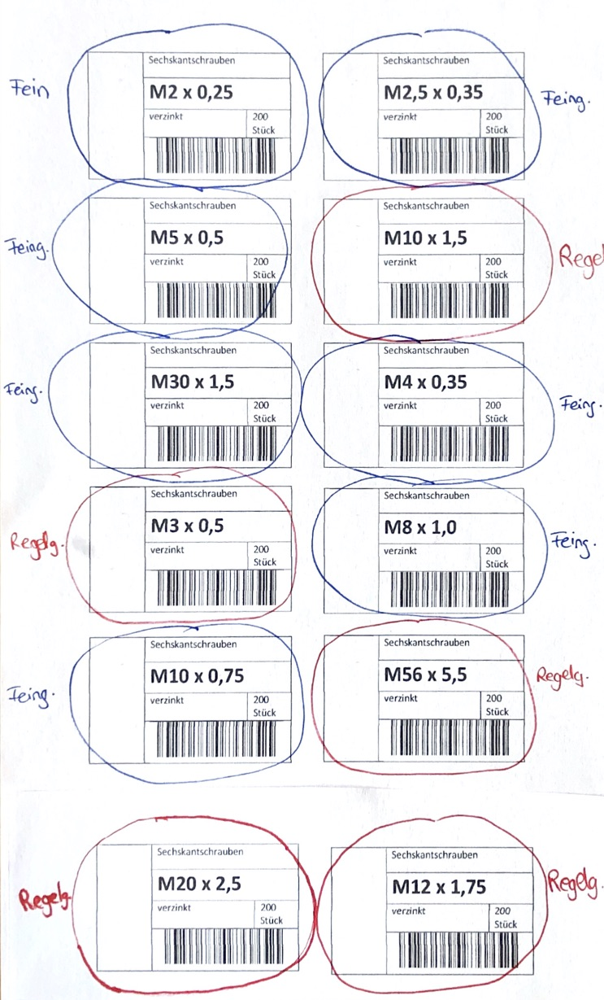 Sechskantschrauben
Fein
M2 x 0,25
verzinkt
200
Stück
Sechskantschrauben
M2,5 x 0,35
Feing.
verzinkt
200
Stück
Sechskantschrauben
Feing.
M5 x 0,5
verzinkt
200
Stück
Sechskantschrauben
M10 x 1,5
Regel
verzinkt
200
Stück
Sechskantschrauben
Feing.
M30 x 1,5
verzinkt
200
Stück
Sechskantschrauben
M4 x 0,35
Feing.
verzinkt
200
Stück
Sechskantschrauben
M3 x 0,5
Regelg.
verzinkt
200
Stück
Sechskantschrauben
M8 x 1,0
Feing.
verzinkt
200
Stück
Sechskantschrauben
M10 x 0,75
Feing.
verzinkt
200
Stück
Sechskantschrauben
M56 x 5,5
Regelg.
verzinkt
200
Stück
Sechskantschrauben
M20 x 2,5
Regelg.
verzinkt
200
Stück
Sechskantschrauben
M12 x 1,75
Regelg.
verzinkt
200
Stück